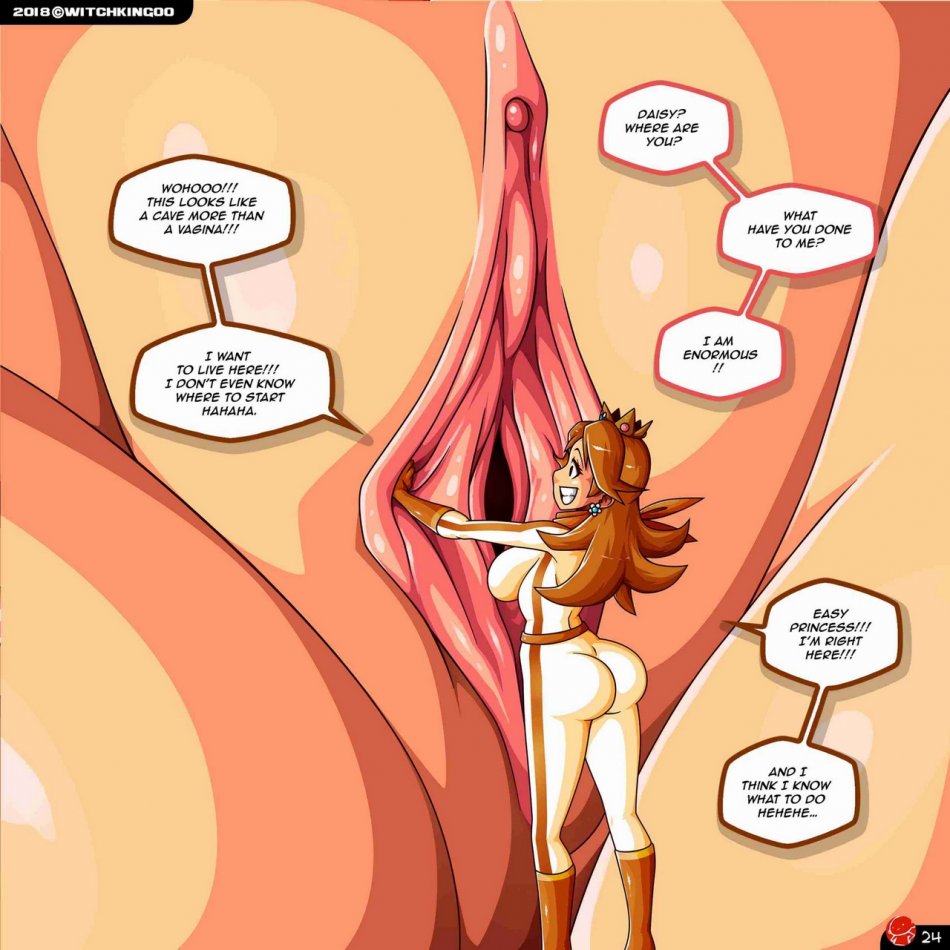 2018©WITCHKING00
WOHOOO!!!
THIS LOOKS LIKE
A CAVE MORE THAN
A VAGINA!!!
I WANT
TO LIVE HERE!!!
I DON'T EVEN KNOW
WHERE TO START
HAHAHA.
DAISY?
WHERE ARE
YOU?
WHAT
HAVE YOU DONE
TO ME?
I AM
ENORMOUS
!!
EASY
PRINCESS!!!
I'M RIGHT
HERE!!!
AND I
THINK I KNOW
WHAT TO DO
HEHEHE...
24